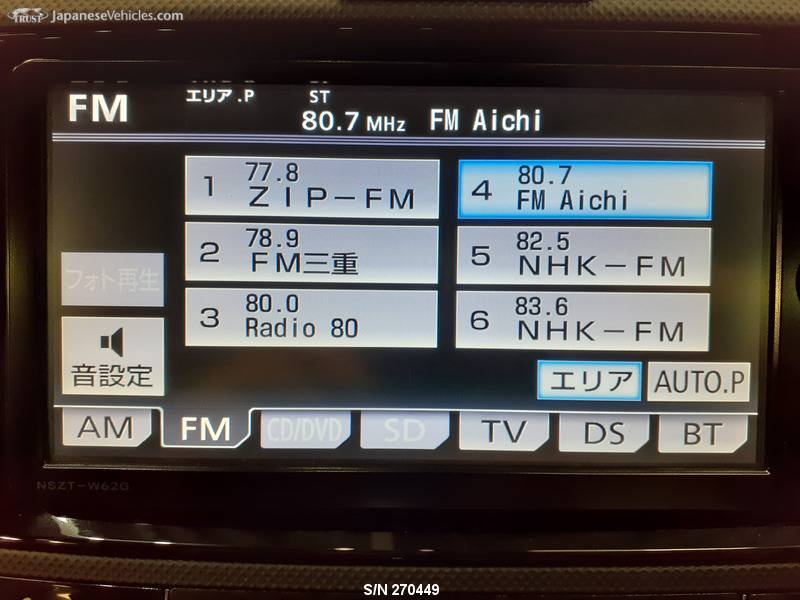 TRUST JapaneseVehicles.com
FM エリア.P ST
80.7 MHz FM Aichi
1 77.8 ZIP-FM
4 80.7 FM Aichi
2 78.9 FM三重
5 82.5 NHK-FM
3 80.0 Radio 80
6 83.6 NHK-FM
フォト再生
音設定
エリア AUTO.P
AM FM CD/DVD SD TV DS BT
NSZT-W62G
S/N 270449